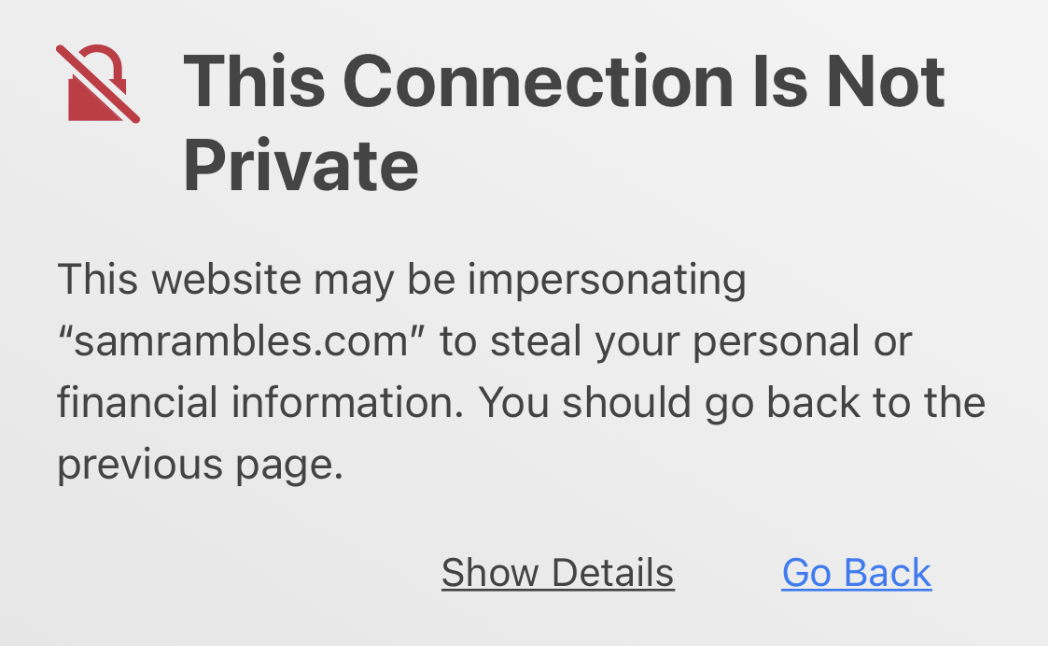 This Connection Is Not
Private
This website may be impersonating
“samrambles.com” to steal your personal or
financial information. You should go back to the
previous page.
Show Details Go Back